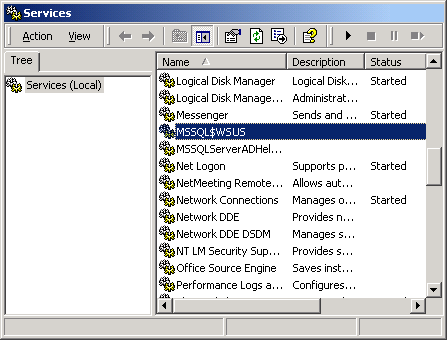 Services
Action View
Tree
Services (Local)
Name Description Status
Logical Disk Manager Logical Disk... Started
Logical Disk Manage... Administrat...
Messenger Sends and ... Started
MSSQL$WSUS
MSSQLServerADHel...
Net Logon Supports p... Started
NetMeeting Remote... Allows aut...
Network Connections Manages o... Started
Network DDE Provides n...
Network DDE DSDM Manages s...
NT LM Security Sup... Provides s...
Office Source Engine Saves inst...
Performance Logs a... Configures...